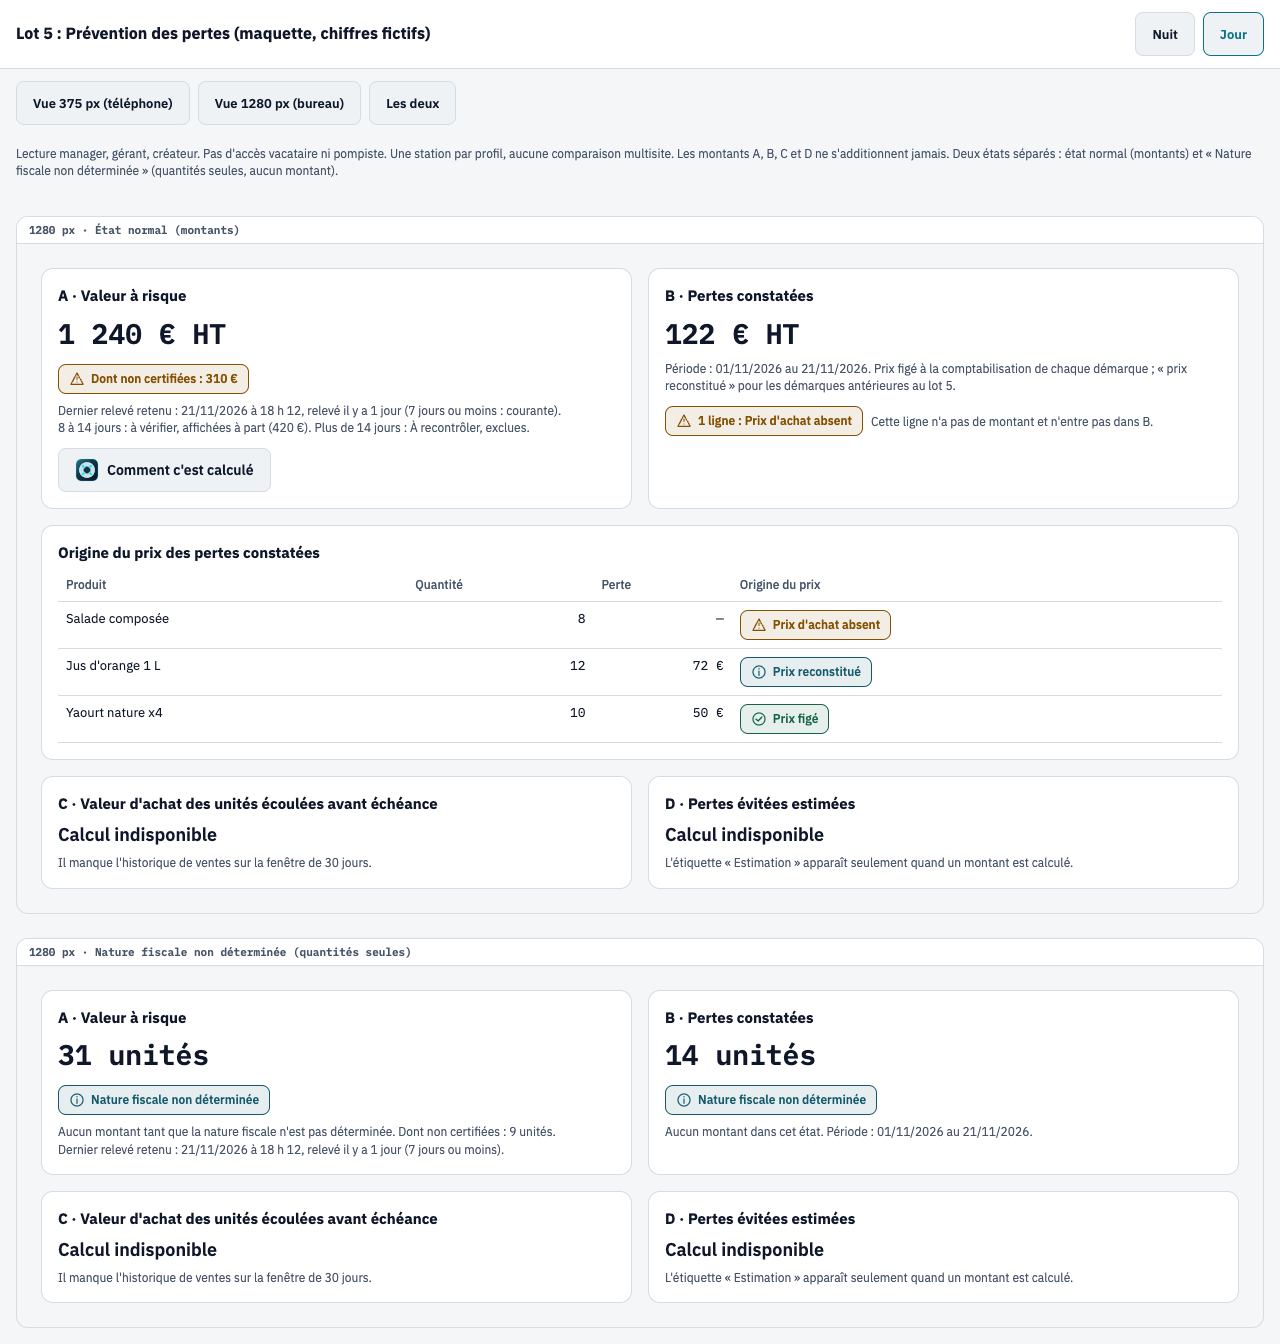 Lot 5 : Prévention des pertes (maquette, chiffres fictifs)
Nuit
Jour
Vue 375 px (téléphone)
Vue 1280 px (bureau)
Les deux
Lecture manager, gérant, créateur. Pas d'accès vacataire ni pompiste. Une station par profil, aucune comparaison multisite. Les montants A, B, C et D ne s'additionnent jamais. Deux états séparés : état normal (montants) et « Nature
fiscale non déterminée » (quantités seules, aucun montant).
1280 px · État normal (montants)
A · Valeur à risque
1 240 € HT
Dont non certifiées : 310 €
Dernier relevé retenu : 21/11/2026 à 18 h 12, relevé il y a 1 jour (7 jours ou moins : courante).
8 à 14 jours : à vérifier, affichées à part (420 €). Plus de 14 jours : À recontrôler, exclues.
Comment c'est calculé
B · Pertes constatées
122 € HT
Période : 01/11/2026 au 21/11/2026. Prix figé à la comptabilisation de chaque démarque ; « prix
reconstitué » pour les démarques antérieures au lot 5.
1 ligne : Prix d'achat absent
Cette ligne n'a pas de montant et n'entre pas dans B.
Origine du prix des pertes constatées
Produit Quantité Perte Origine du prix
Salade composée 8 — Prix d'achat absent
Jus d'orange 1 L 12 72 € Prix reconstitué
Yaourt nature x4 10 50 € Prix figé
C · Valeur d'achat des unités écoulées avant échéance
Calcul indisponible
Il manque l'historique de ventes sur la fenêtre de 30 jours.
D · Pertes évitées estimées
Calcul indisponible
L'étiquette « Estimation » apparaît seulement quand un montant est calculé.
1280 px · Nature fiscale non déterminée (quantités seules)
A · Valeur à risque
31 unités
Nature fiscale non déterminée
Aucun montant tant que la nature fiscale n'est pas déterminée. Dont non certifiées : 9 unités.
Dernier relevé retenu : 21/11/2026 à 18 h 12, relevé il y a 1 jour (7 jours ou moins).
B · Pertes constatées
14 unités
Nature fiscale non déterminée
Aucun montant dans cet état. Période : 01/11/2026 au 21/11/2026.
C · Valeur d'achat des unités écoulées avant échéance
Calcul indisponible
Il manque l'historique de ventes sur la fenêtre de 30 jours.
D · Pertes évitées estimées
Calcul indisponible
L'étiquette « Estimation » apparaît seulement quand un montant est calculé.